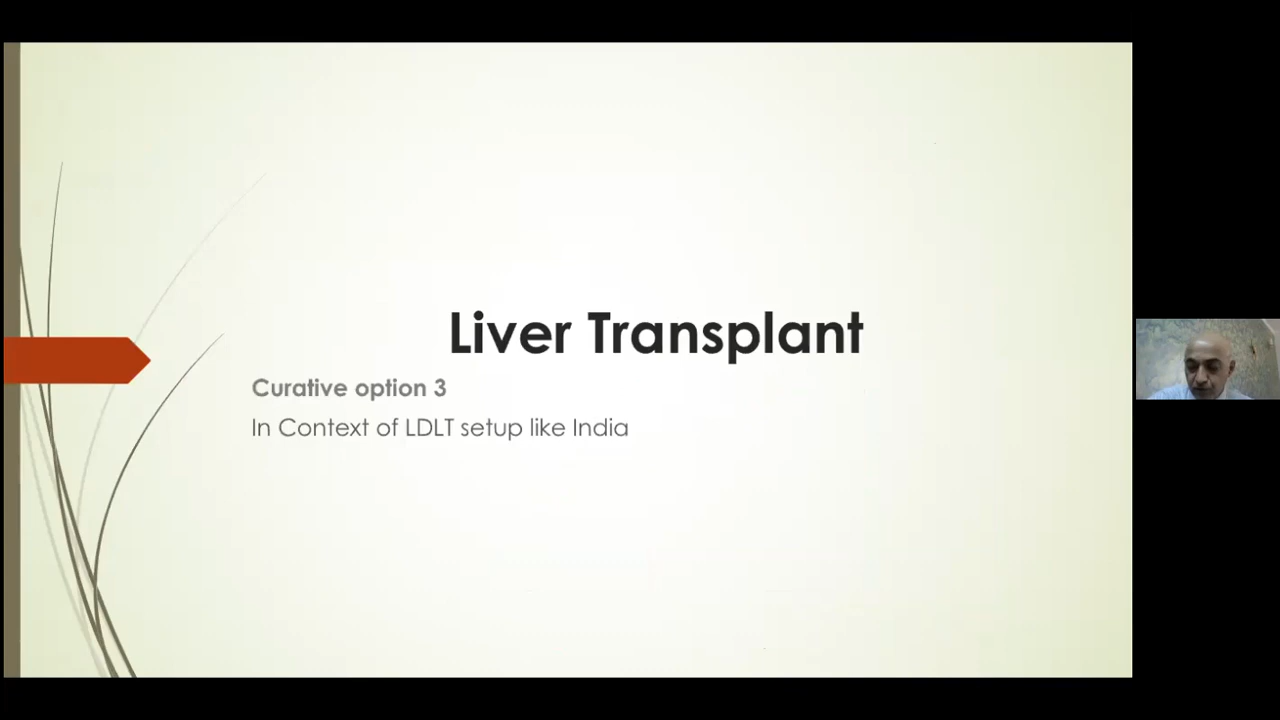 Liver Transplant
Curative option 3
In Context of LDLT setup like India